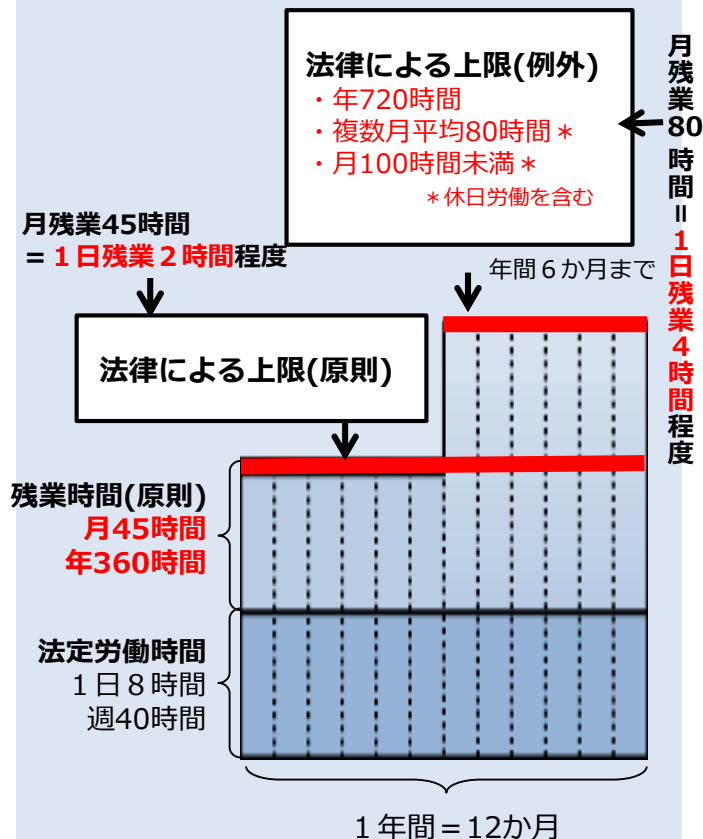 法律による上限(例外)
・年720時間
・複数月平均80時間＊
・月100時間未満＊
＊休日労働を含む
月残業80時間＝１日残業４時間程度
月残業45時間
＝１日残業２時間程度
年間６か月まで
法律による上限(原則)
残業時間(原則)
月45時間
年360時間
法定労働時間
１日８時間
週40時間
１年間＝12か月